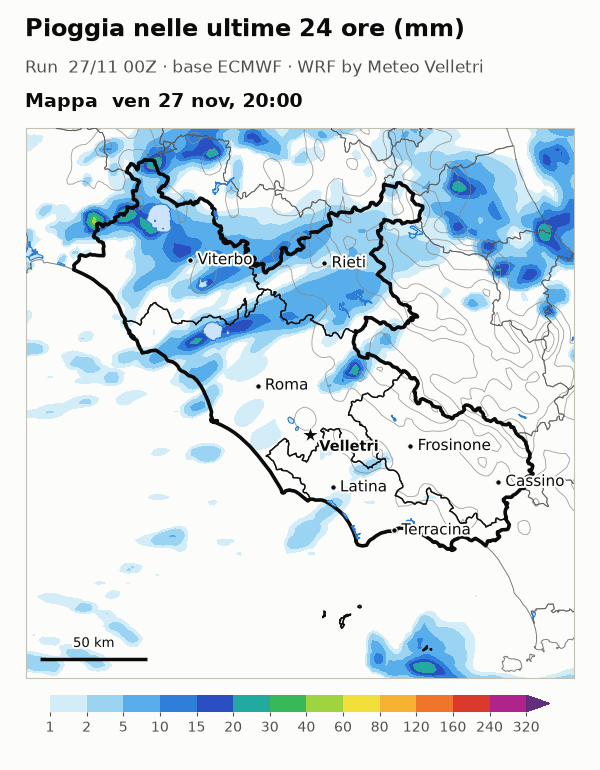 Pioggia nelle ultime 24 ore (mm)
Run  27/11 00Z · base ECMWF · WRF by Meteo Velletri
Mappa  ven 27 nov, 20:00
Viterbo
Rieti
Roma
Velletri
Frosinone
Latina
Cassino
Terracina
50 km
1 2 5 10 15 20 30 40 60 80 120 160 240 320